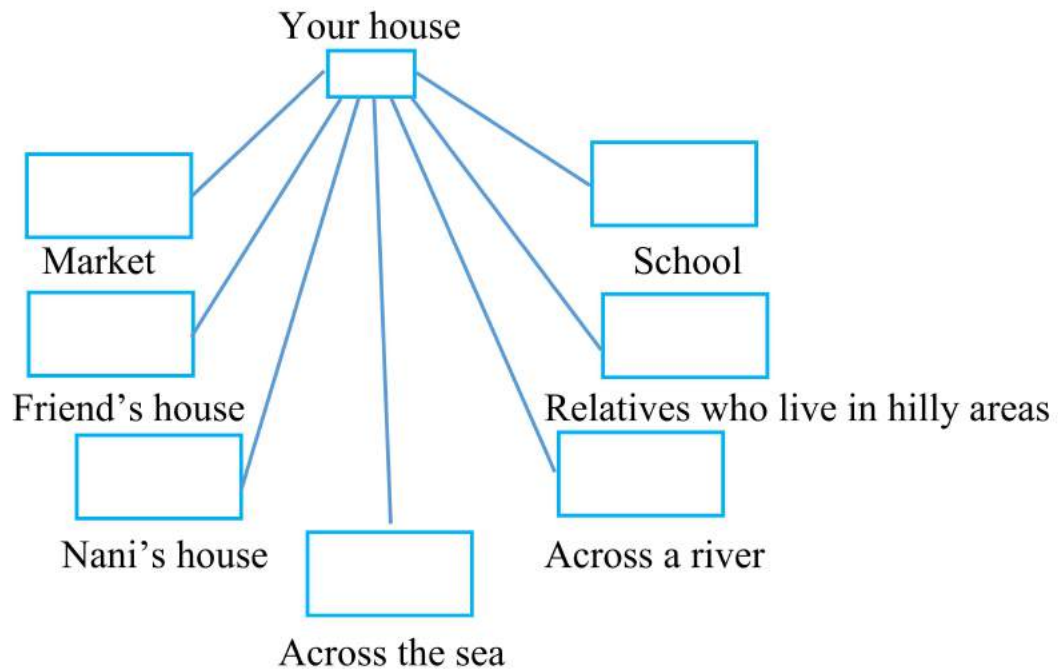 Your house
Market
School
Friend's house
Relatives who live in hilly areas
Nani's house
Across a river
Across the sea